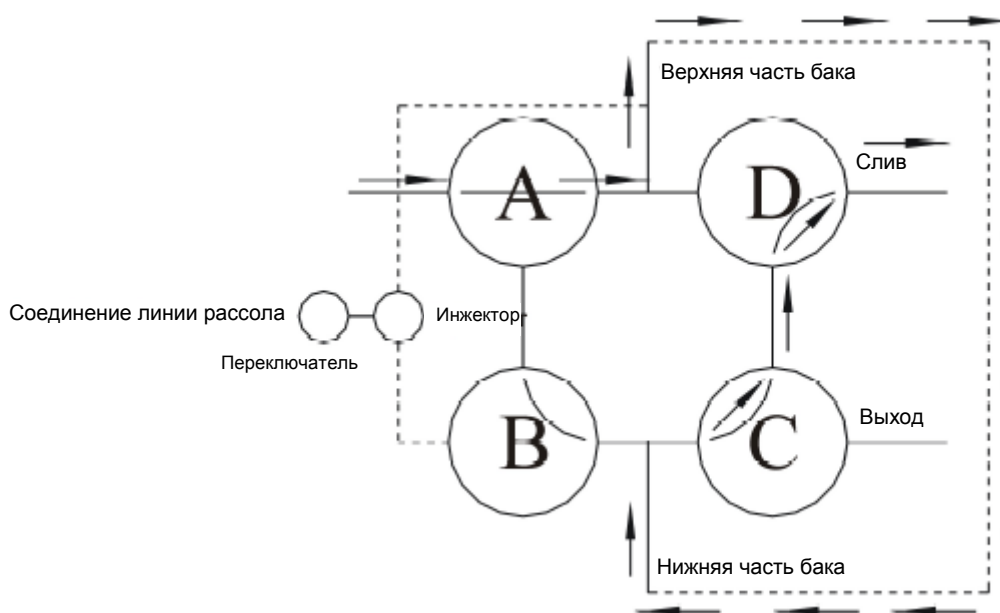 Верхняя часть бака
A
D
Слив
Соединение линии рассола
Инжектор
Переключатель
B
C
Выход
Нижняя часть бака